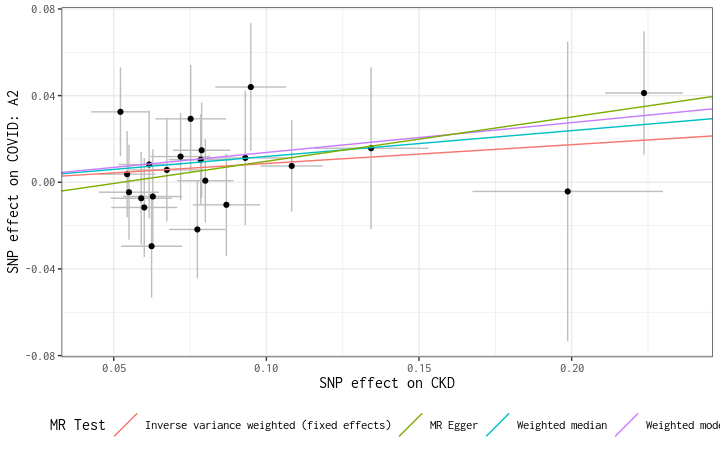 SNP effect on COVID: A2
0.08
0.04
0.00
-0.04
-0.08
0.05 0.10 0.15 0.20
SNP effect on CKD
MR Test Inverse variance weighted (fixed effects) MR Egger Weighted median Weighted mode